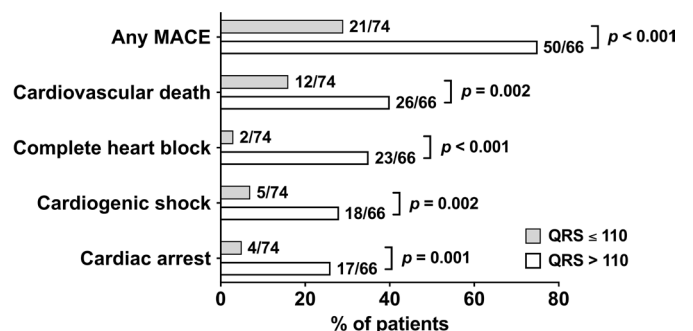 Any MACE 21/74
50/66 p < 0.001
Cardiovascular death 12/74
26/66 p = 0.002
Complete heart block 2/74
23/66 p < 0.001
Cardiogenic shock 5/74
18/66 p = 0.002
Cardiac arrest 4/74
17/66 p = 0.001
QRS ≤ 110
QRS > 110
0 20 40 60 80
% of patients